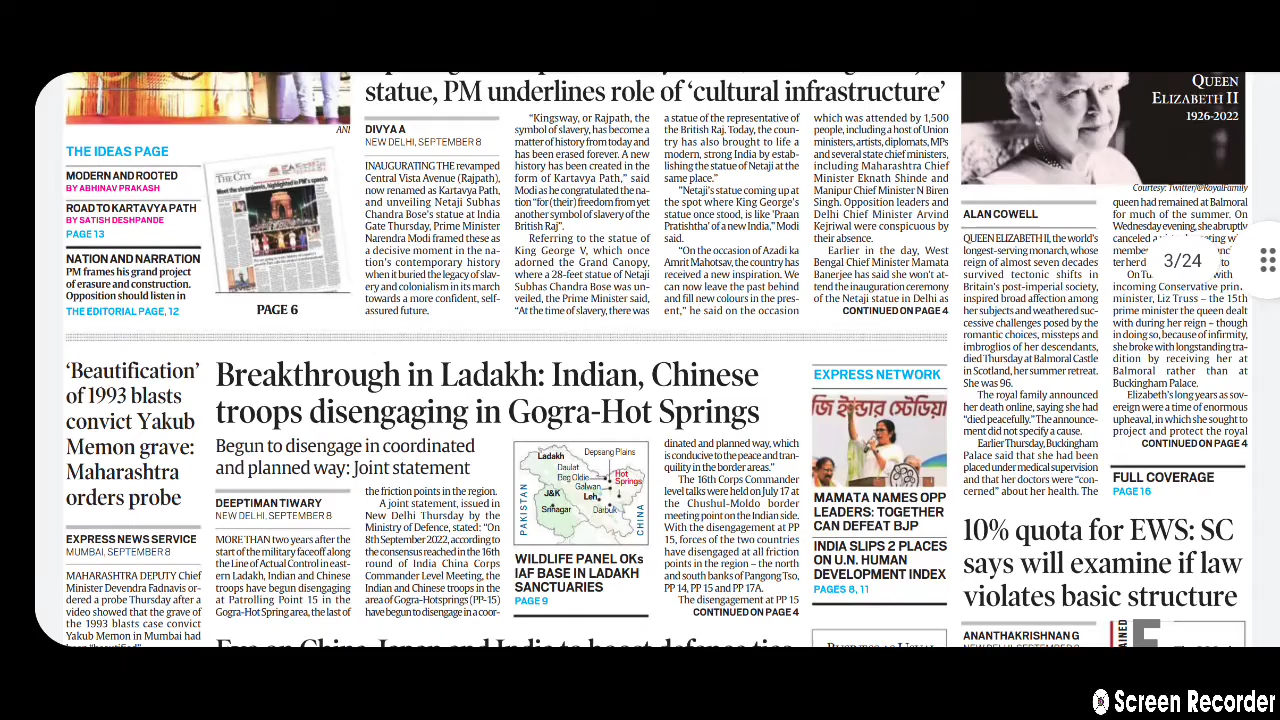 statue, PM underlines role of ‘cultural infrastructure’
ANI
THE IDEAS PAGE
MODERN AND ROOTED
BY ABHINAV PRAKASH
ROAD TO KARTAVYA PATH
BY SATISH DESHPANDE
PAGE 13
NATION AND NARRATION
PM frames his grand project
of erasure and construction.
Opposition should listen in
THE EDITORIAL PAGE, 12
THE CITY
PAGE 6
DIVYA A
NEW DELHI, SEPTEMBER 8
INAUGURATING THE revamped
Central Vista Avenue (Rajpath),
now renamed as Kartavya Path,
and unveiling Netaji Subhas
Chandra Bose's statue at India
Gate Thursday, Prime Minister
Narendra Modi framed these as
a decisive moment in the na-
tion's contemporary history
when it buried the legacy of slav-
ery and colonialism in its march
towards a more confident, self-
assured future.
“Kingsway, or Rajpath, the
symbol of slavery, has become a
matter of history from today and
has been erased forever. A new
history has been created in the
form of Kartavya Path,” said
Modi as he congratulated the na-
tion “for (their) freedom from yet
another symbol of slavery of the
British Raj”.
Referring to the statue of
King George V, which once
adorned the Grand Canopy,
where a 28-feet statue of Netaji
Subhas Chandra Bose was un-
veiled, the Prime Minister said,
“At the time of slavery, there was
a statue of the representative of
the British Raj. Today, the coun-
try has also brought to life a
modern, strong India by estab-
lishing the statue of Netaji at the
same place.”
“Netaji's statue coming up at
the spot where King George's
statue once stood, is like ‘Praan
Pratishtha’ of a new India,” Modi
said.
“On the occasion of Azadi ka
Amrit Mahotsav, the country has
received a new inspiration. We
can now leave the past behind
and fill new colours in the pres-
ent,” he said on the occasion
which was attended by 1,500
people, including a host of Union
ministers, artists, diplomats, MPs
and several state chief ministers,
including Maharashtra Chief
Minister Eknath Shinde and
Manipur Chief Minister N Biren
Singh. Opposition leaders and
Delhi Chief Minister Arvind
Kejriwal were conspicuous by
their absence.
Earlier in the day, West
Bengal Chief Minister Mamata
Banerjee has said she won't at-
tend the inauguration ceremony
of the Netaji statue in Delhi as
CONTINUED ON PAGE 4
QUEEN
ELIZABETH II
1926-2022
Courtesy: Twitter/@RoyalFamily
ALAN COWELL
QUEEN ELIZABETH II, the world's
longest-serving monarch, whose
reign of almost seven decades
survived tectonic shifts in
Britain's post-imperial society,
inspired broad affection among
her subjects and weathered suc-
cessive challenges posed by the
romantic choices, missteps and
imbroglios of her descendants,
died Thursday at Balmoral Castle
in Scotland, her summer retreat.
She was 96.
The royal family announced
her death online, saying she had
“died peacefully.” The announce-
ment did not specify a cause.
Earlier Thursday, Buckingham
Palace said that she had been
placed under medical supervision
and that her doctors were “con-
cerned” about her health. The
queen had remained at Balmoral
for much of the summer. On
Wednesday evening, she abruptly
canceled a
member
terherd to
On Tu with
incoming Conservative prin
minister, Liz Truss – the 15th
prime minister the queen dealt
with during her reign – though
in doing so, because of infirmity,
she broke with longstanding tra-
dition by receiving her at
Balmoral rather than at
Buckingham Palace.
Elizabeth's long years as sov-
ereign were a time of enormous
upheaval, in which she sought to
project and protect the royal
CONTINUED ON PAGE 4
FULL COVERAGE
PAGE 16
3/24
‘Beautification’
of 1993 blasts
convict Yakub
Memon grave:
Maharashtra
orders probe
EXPRESS NEWS SERVICE
MUMBAI, SEPTEMBER 8
MAHARASHTRA DEPUTY Chief
Minister Devendra Fadnavis or-
dered a probe Thursday after a
video showed that the grave of
the 1993 blasts case convict
Yakub Memon in Mumbai had
Breakthrough in Ladakh: Indian, Chinese
troops disengaging in Gogra-Hot Springs
Begun to disengage in coordinated
and planned way: Joint statement
DEEPTIMAN TIWARY
NEW DELHI, SEPTEMBER 8
MORE THAN two years after the
start of the military faceoff along
the Line of Actual Control in east-
ern Ladakh, Indian and Chinese
troops have begun disengaging
at Patrolling Point 15 in the
Gogra-Hot Spring area, the last of
the friction points in the region.
A joint statement, issued in
New Delhi Thursday by the
Ministry of Defence, stated: “On
8th September 2022, according to
the consensus reached in the 16th
round of India China Corps
Commander Level Meeting, the
Indian and Chinese troops in the
area of Gogra-Hotsprings (PP-15)
have begun to disengage in a coor-
Ladakh
Depsang Plains
Daulat
Beg Oldie
Hot
Springs
J&K
Galwan
Leh
Srinagar
Darbuk
PAKISTAN
CHINA
WILDLIFE PANEL OKs
IAF BASE IN LADAKH
SANCTUARIES
PAGE 9
dinated and planned way, which
is conducive to the peace and tran-
quility in the border areas.”
The 16th Corps Commander
level talks were held on July 17 at
the Chushul-Moldo border
meeting point on the Indian side.
With the disengagement at PP
15, forces of the two countries
have disengaged at all friction
points in the region – the north
and south banks of Pangong Tso,
PP 14, PP 15 and PP 17A.
The disengagement at PP 15
CONTINUED ON PAGE 4
EXPRESS NETWORK
ইন্ডোর স্টেডিয়া
MAMATA NAMES OPP
LEADERS: TOGETHER
CAN DEFEAT BJP
INDIA SLIPS 2 PLACES
ON U.N. HUMAN
DEVELOPMENT INDEX
PAGES 8, 11
10% quota for EWS: SC
says will examine if law
violates basic structure
ANANTHAKRISHNAN G
Eye on China, Japan and India to boost defence ties
BUSINESS AS USUAL
Screen Recorder